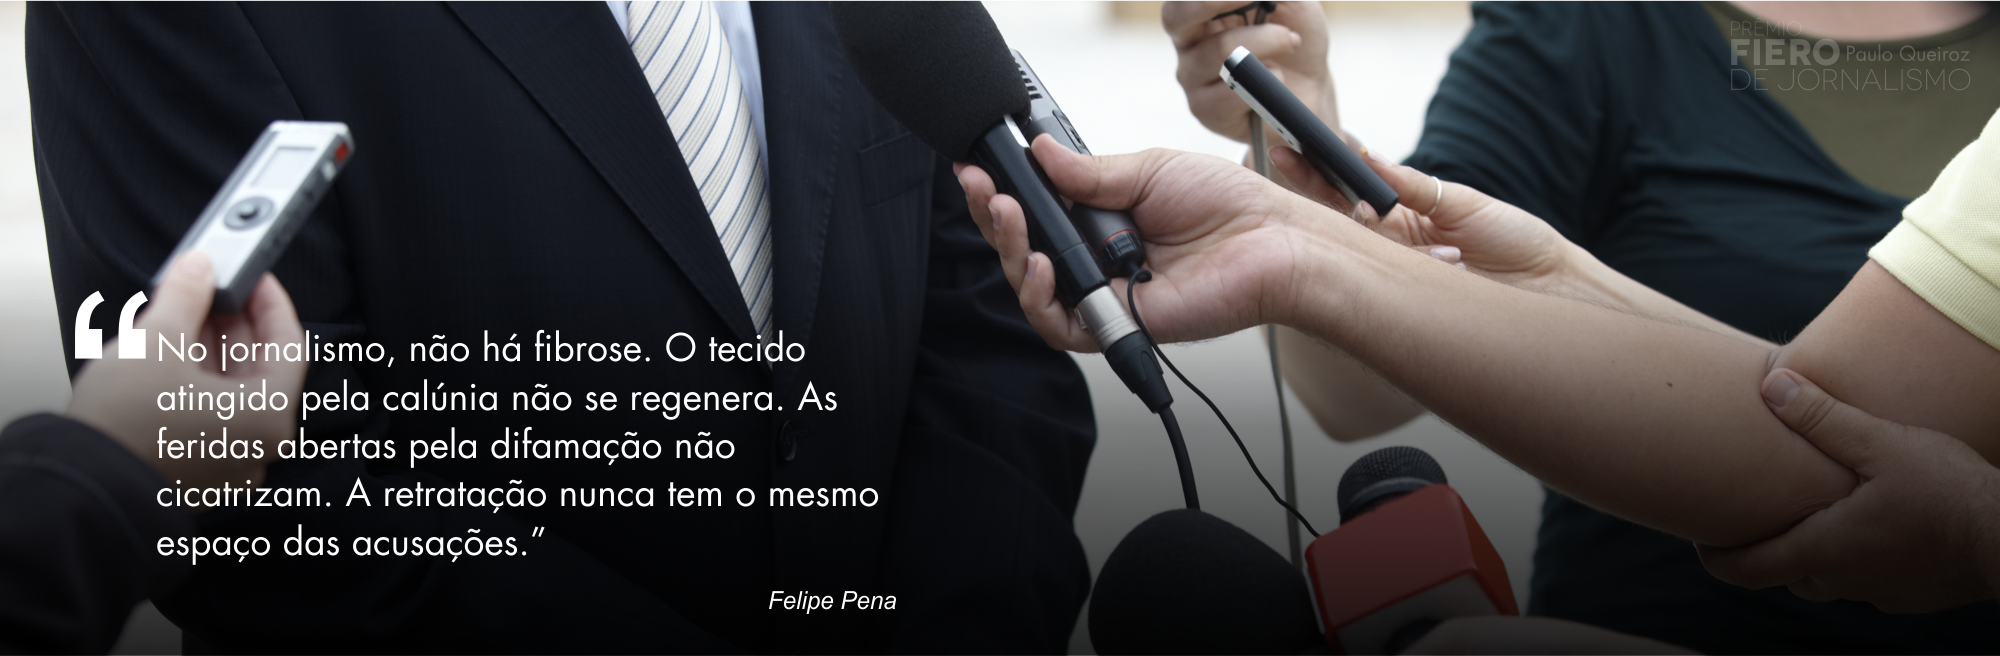 PRÊMIO
FIERO Paulo Queiroz
DE JORNALISMO
“No jornalismo, não há fibrose. O tecido
atingido pela calúnia não se regenera. As
feridas abertas pela difamação não
cicatrizam. A retratação nunca tem o mesmo
espaço das acusações.”
Felipe Pena